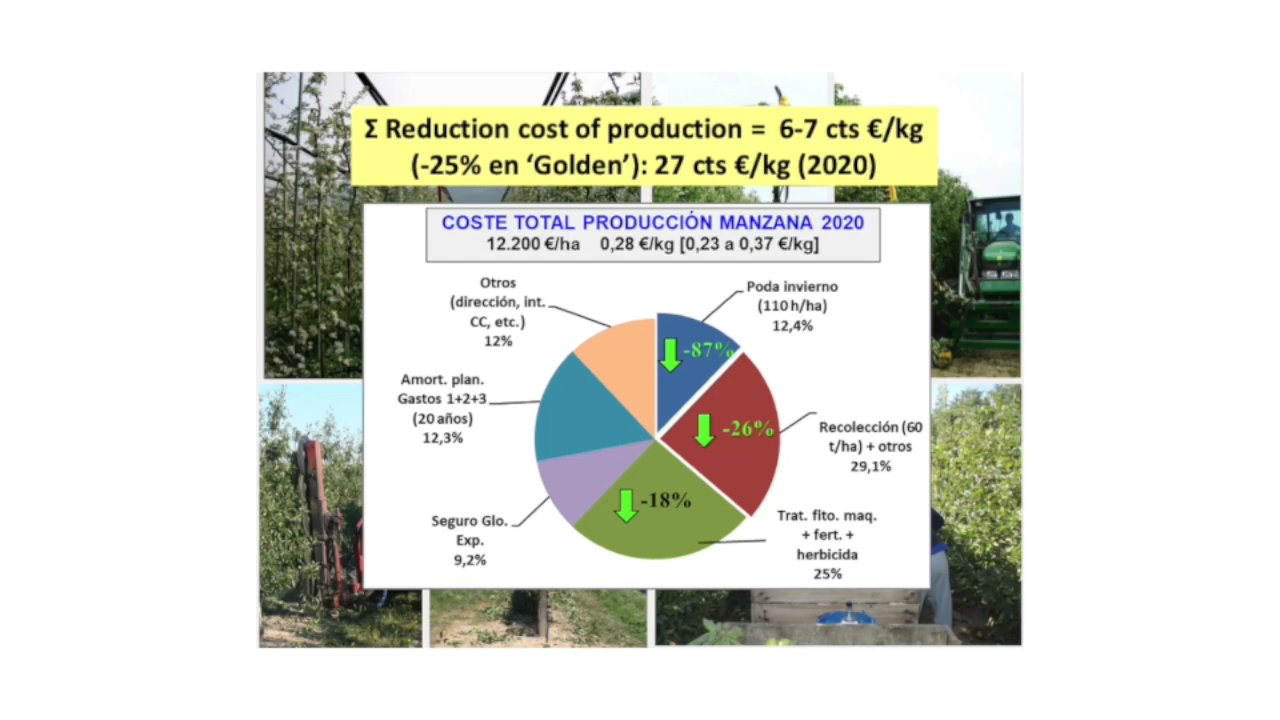 Σ Reduction cost of production = 6-7 cts €/kg
(-25% en ‘Golden’): 27 cts €/kg (2020)
COSTE TOTAL PRODUCCIÓN MANZANA 2020
12.200 €/ha 0,28 €/kg [0,23 a 0,37 €/kg]
Otros
(dirección, int.
CC, etc.)
12%
Poda invierno
(110 h/ha)
12,4%
-87%
Amort. plan.
Gastos 1+2+3
(20 años)
12,3%
-26%
Recolección (60
t/ha) + otros
29,1%
-18%
Seguro Glo.
Exp.
9,2%
Trat. fito. maq.
+ fert. +
herbicida
25%